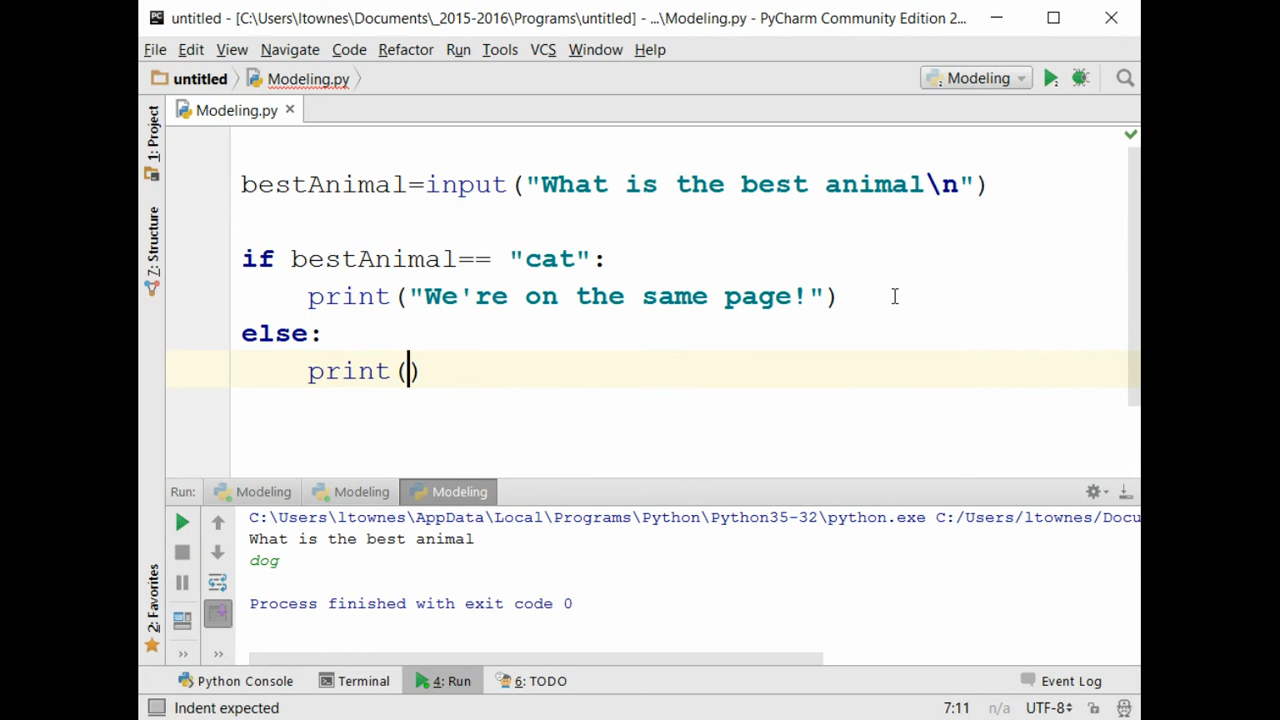 untitled - [C:\Users\ltownes\Documents\_2015-2016\Programs\untitled] - ...\Modeling.py - PyCharm Community Edition 2...
File Edit View Navigate Code Refactor Run Tools VCS Window Help
untitled Modeling.py Modeling
Modeling.py
1: Project
7: Structure
2: Favorites
bestAnimal=input("What is the best animal\n")
if bestAnimal== "cat":
print("We're on the same page!")
else:
print()
Run: Modeling Modeling Modeling
C:\Users\ltownes\AppData\Local\Programs\Python\Python35-32\python.exe C:/Users/ltownes/Docu
What is the best animal
dog
Process finished with exit code 0
Python Console Terminal 4: Run 6: TODO Event Log
Indent expected 7:11 n/a UTF-8